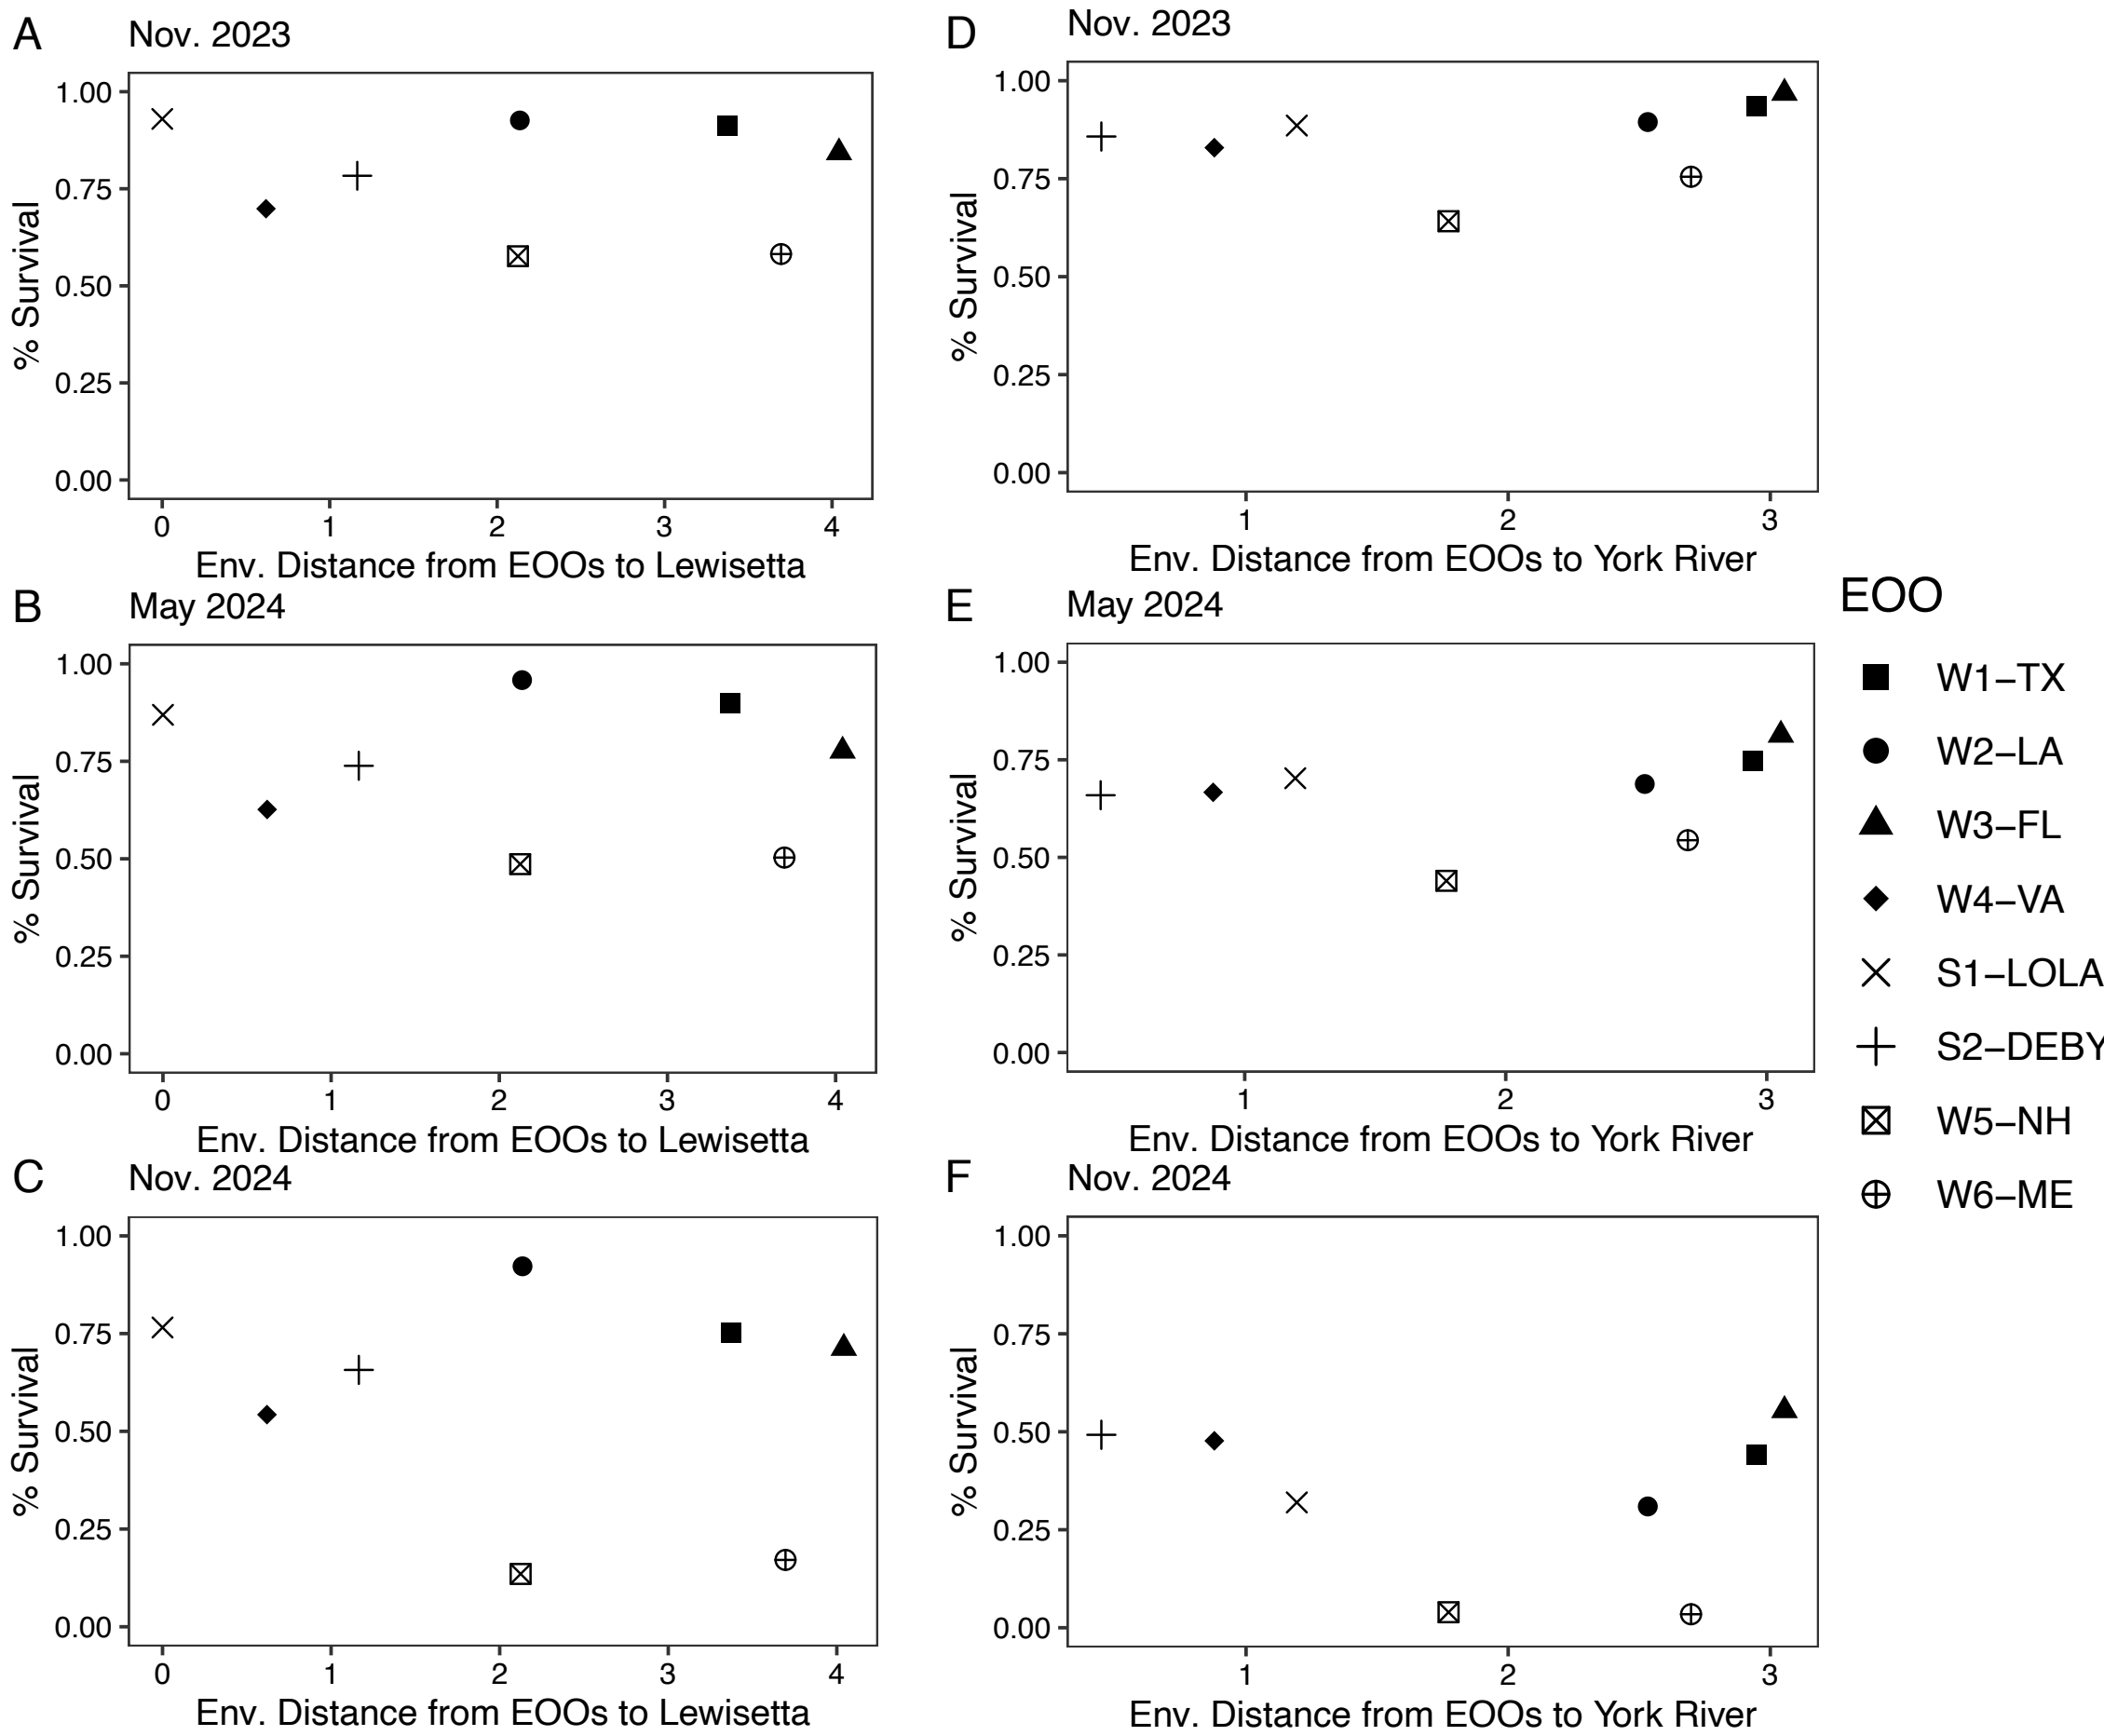 A
Nov. 2023
1.00
0.75
0.50
0.25
0.00
% Survival
0 1 2 3 4
Env. Distance from EOOs to Lewisetta
B
May 2024
1.00
0.75
0.50
0.25
0.00
% Survival
0 1 2 3 4
Env. Distance from EOOs to Lewisetta
C
Nov. 2024
1.00
0.75
0.50
0.25
0.00
% Survival
0 1 2 3 4
Env. Distance from EOOs to Lewisetta
D
Nov. 2023
1.00
0.75
0.50
0.25
0.00
% Survival
1 2 3
Env. Distance from EOOs to York River
E
May 2024
1.00
0.75
0.50
0.25
0.00
% Survival
1 2 3
Env. Distance from EOOs to York River
F
Nov. 2024
1.00
0.75
0.50
0.25
0.00
% Survival
1 2 3
Env. Distance from EOOs to York River
EOO
W1–TX
W2–LA
W3–FL
W4–VA
S1–LOLA
S2–DEBY
W5–NH
W6–ME